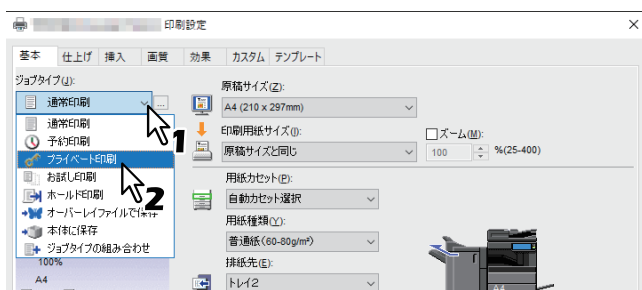 印刷設定
基本 仕上げ 挿入 画質 効果 カスタム テンプレート
ジョブタイプ(J):
通常印刷
...
通常印刷
予約印刷
プライベート印刷
お試し印刷
ホールド印刷
オーバーレイファイルで保存
本体に保存
ジョブタイプの組み合わせ
100%
A4
1
2
原稿サイズ(Z):
A4 (210 x 297mm)
印刷用紙サイズ(I):
原稿サイズと同じ
ズーム(M):
100 %(25-400)
用紙カセット(P):
自動カセット選択
用紙種類(Y):
普通紙(60-80g/m²)
排紙先(E):
トレイ2
A4